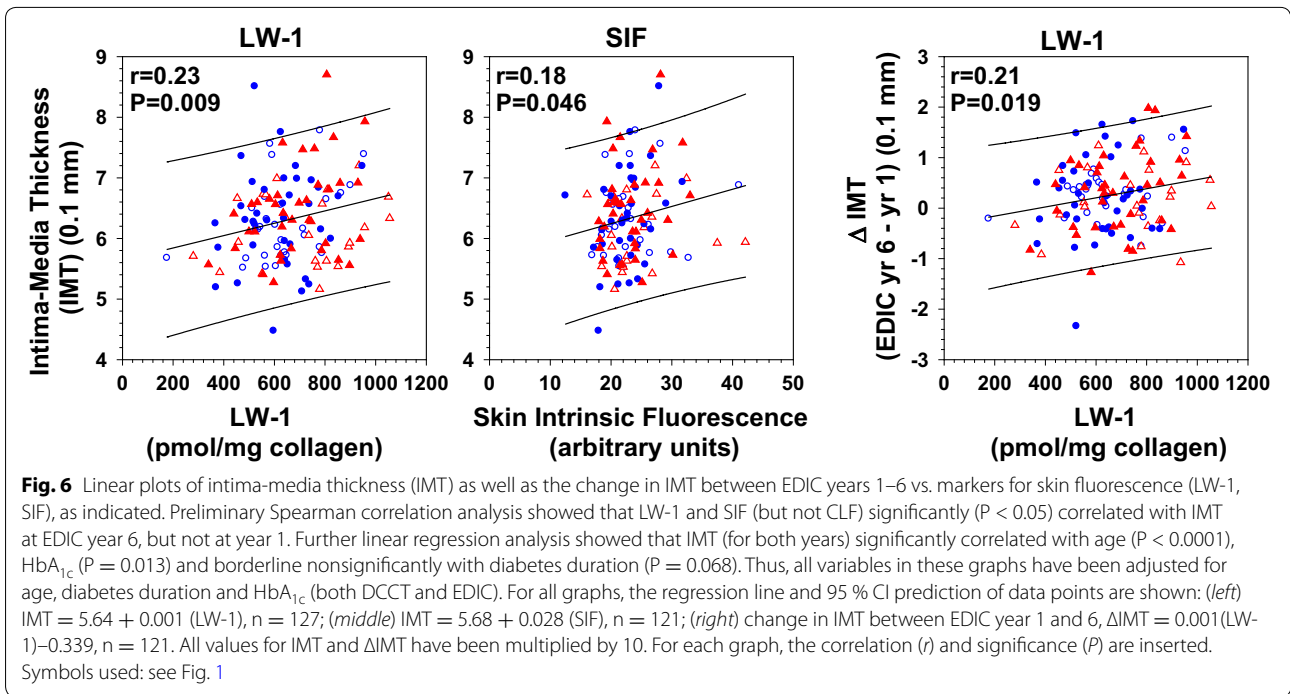 LW-1
SIF
LW-1
r=0.23
P=0.009
r=0.18
P=0.046
r=0.21
P=0.019
Intima-Media Thickness
(IMT) (0.1 mm)
9
8
7
6
5
4
0 200 400 600 800 1000 1200
LW-1
(pmol/mg collagen)
9
8
7
6
5
4
0 10 20 30 40 50
Skin Intrinsic Fluorescence
(arbitrary units)
Δ IMT
(EDIC yr 6 - yr 1) (0.1 mm)
3
2
1
0
-1
-2
-3
0 200 400 600 800 1000 1200
LW-1
(pmol/mg collagen)
Fig. 6 Linear plots of intima-media thickness (IMT) as well as the change in IMT between EDIC years 1–6 vs. markers for skin fluorescence (LW-1,
SIF), as indicated. Preliminary Spearman correlation analysis showed that LW-1 and SIF (but not CLF) significantly (P < 0.05) correlated with IMT
at EDIC year 6, but not at year 1. Further linear regression analysis showed that IMT (for both years) significantly correlated with age (P < 0.0001),
HbA1c (P = 0.013) and borderline nonsignificantly with diabetes duration (P = 0.068). Thus, all variables in these graphs have been adjusted for
age, diabetes duration and HbA1c (both DCCT and EDIC). For all graphs, the regression line and 95 % CI prediction of data points are shown: (left)
IMT = 5.64 + 0.001 (LW-1), n = 127; (middle) IMT = 5.68 + 0.028 (SIF), n = 121; (right) change in IMT between EDIC year 1 and 6, ΔIMT = 0.001(LW-
1)–0.339, n = 121. All values for IMT and ΔIMT have been multiplied by 10. For each graph, the correlation (r) and significance (P) are inserted.
Symbols used: see Fig. 1